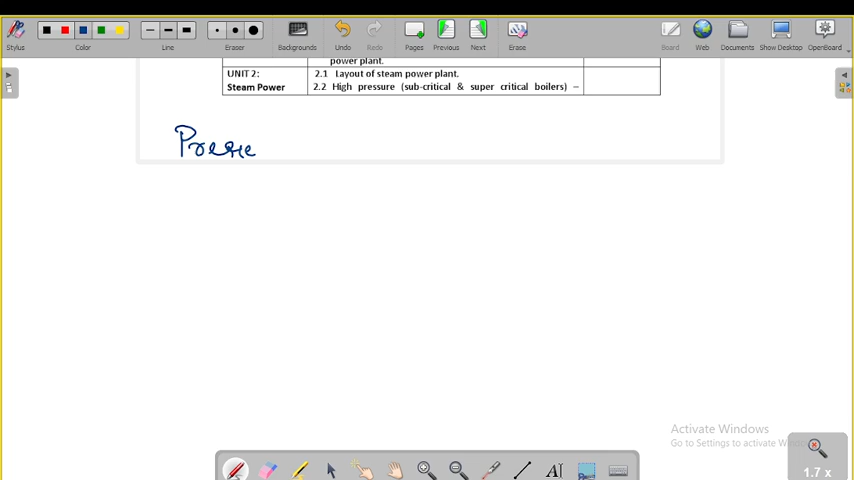 Stylus
Color
Line
Eraser
Backgrounds
Undo
Redo
Pages
Previous
Next
Erase
Board
Web
Documents
Show Desktop
OpenBoard
power plant.
UNIT 2:
2.1 Layout of steam power plant.
Steam Power
2.2 High pressure (sub-critical & super critical boilers) –
Activate Windows
Go to Settings to activate
1.7 x